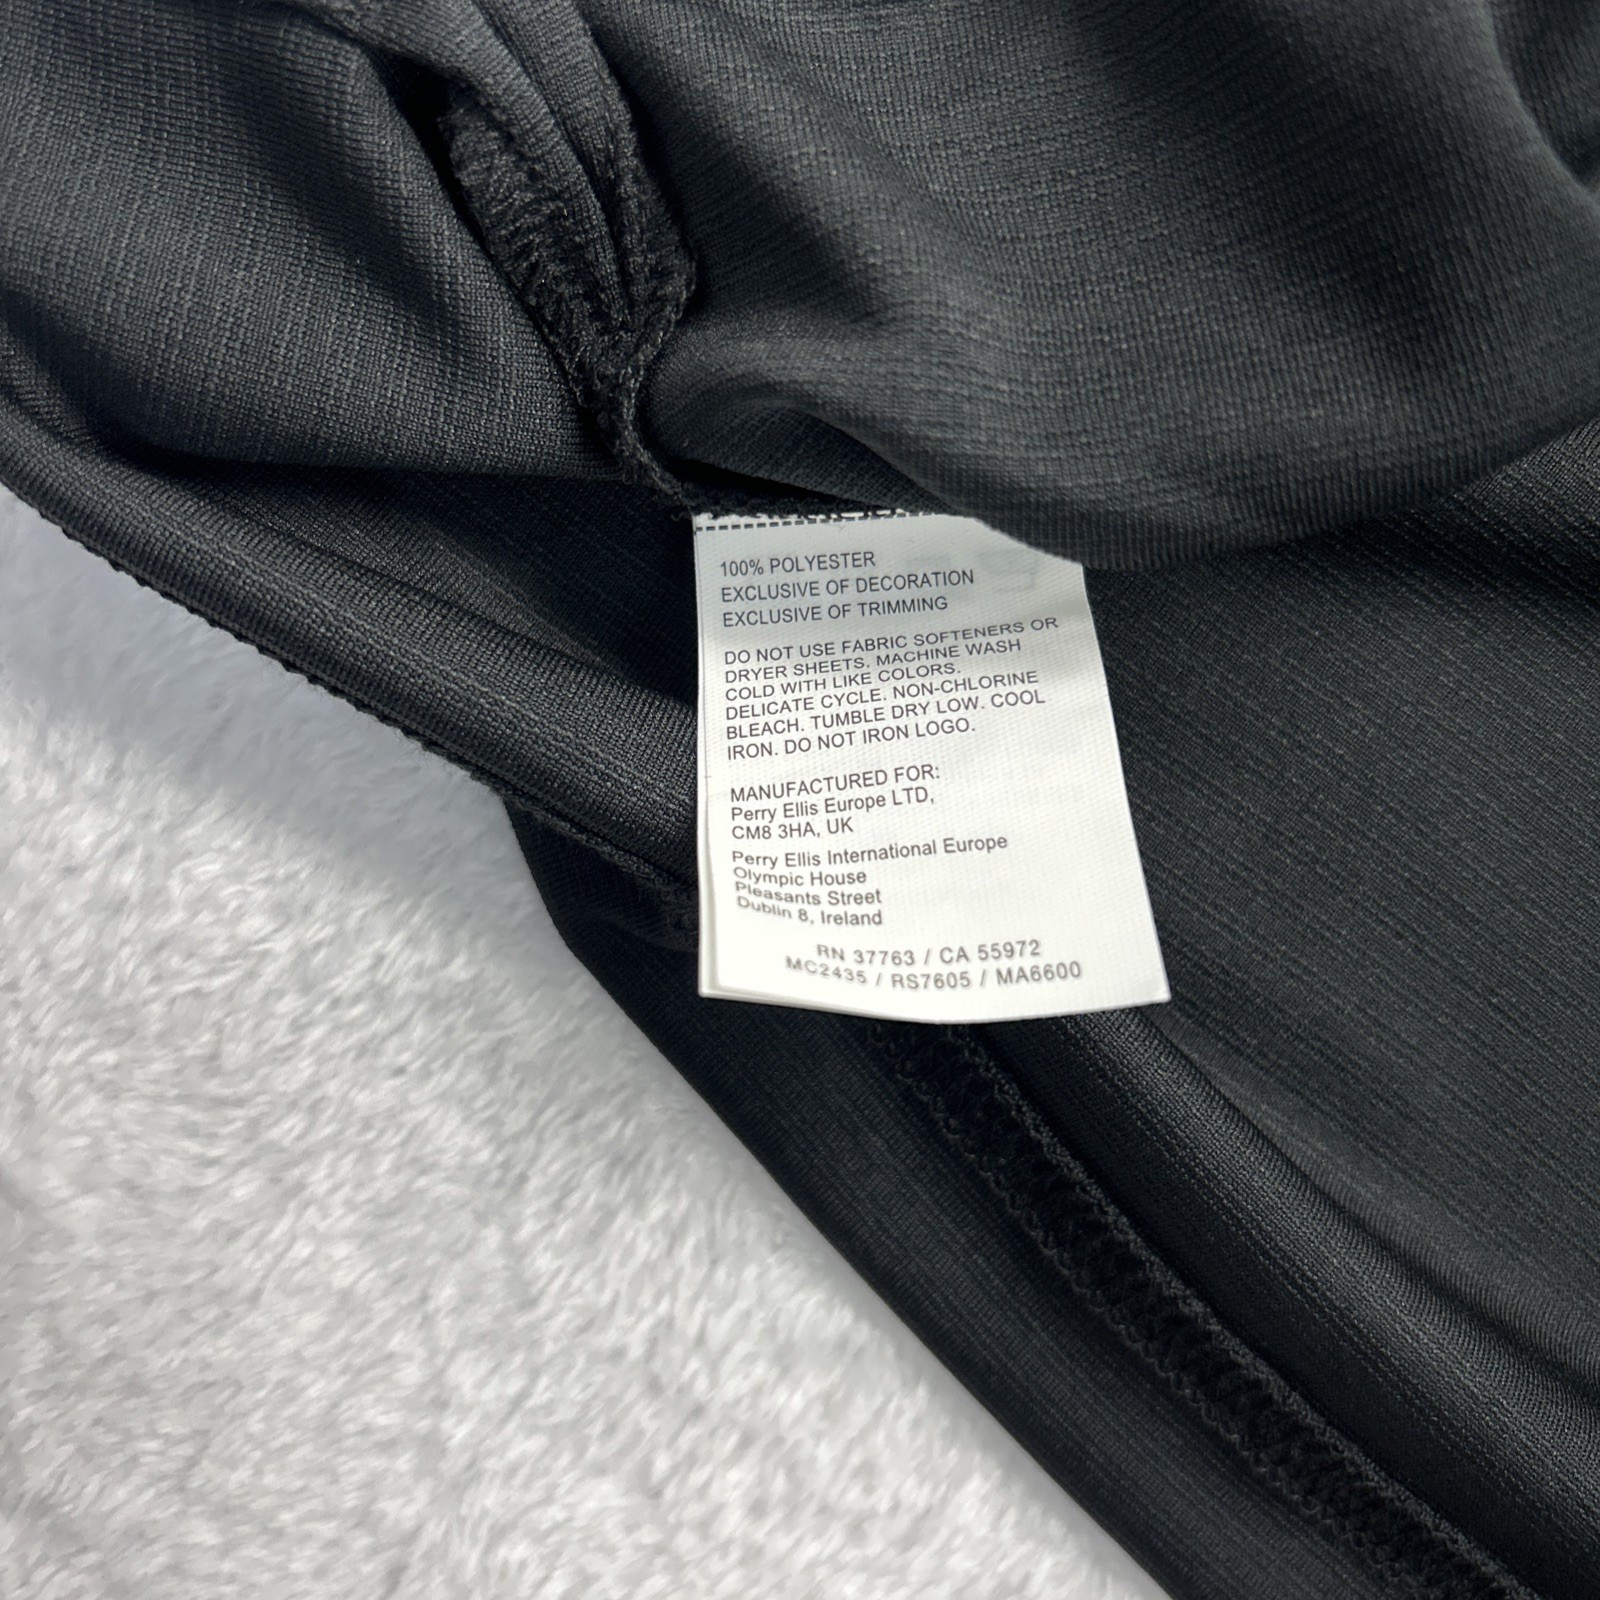 100% POLYESTER
EXCLUSIVE OF DECORATION
EXCLUSIVE OF TRIMMING
DO NOT USE FABRIC SOFTENERS OR
DRYER SHEETS. MACHINE WASH
COLD WITH LIKE COLORS.
DELICATE CYCLE. NON-CHLORINE
BLEACH. TUMBLE DRY LOW. COOL
IRON. DO NOT IRON LOGO.
MANUFACTURED FOR:
Perry Ellis Europe LTD,
CM8 3HA, UK
Perry Ellis International Europe
Olympic House
Pleasants Street
Dublin 8, Ireland
RN 37763 / CA 55972
MC2435 / RS7605 / MA6600